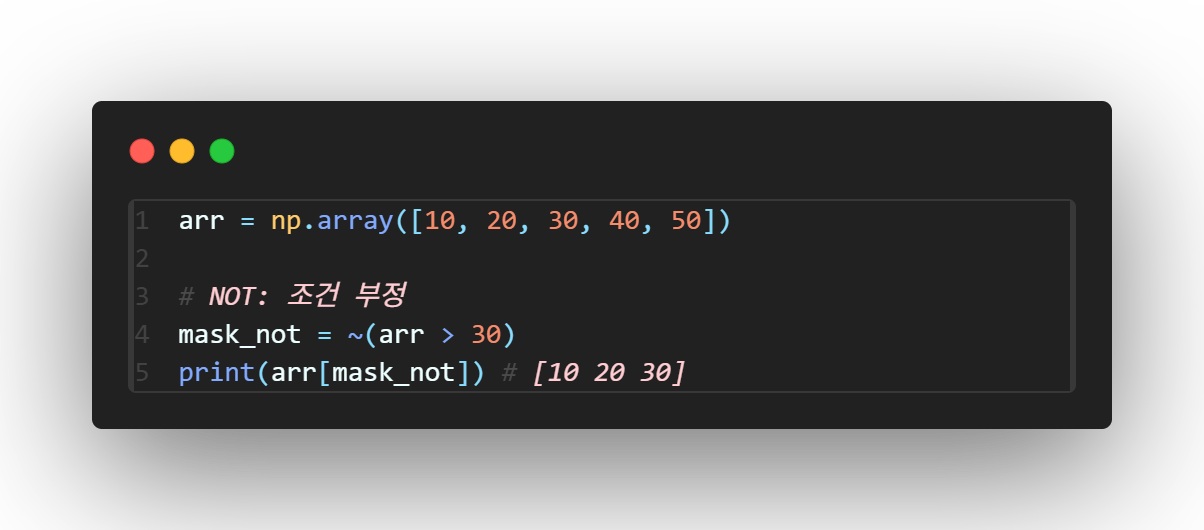 1 arr = np.array([10, 20, 30, 40, 50])
2
3 # NOT: 조건 부정
4 mask_not = ~(arr > 30)
5 print(arr[mask_not]) # [10 20 30]